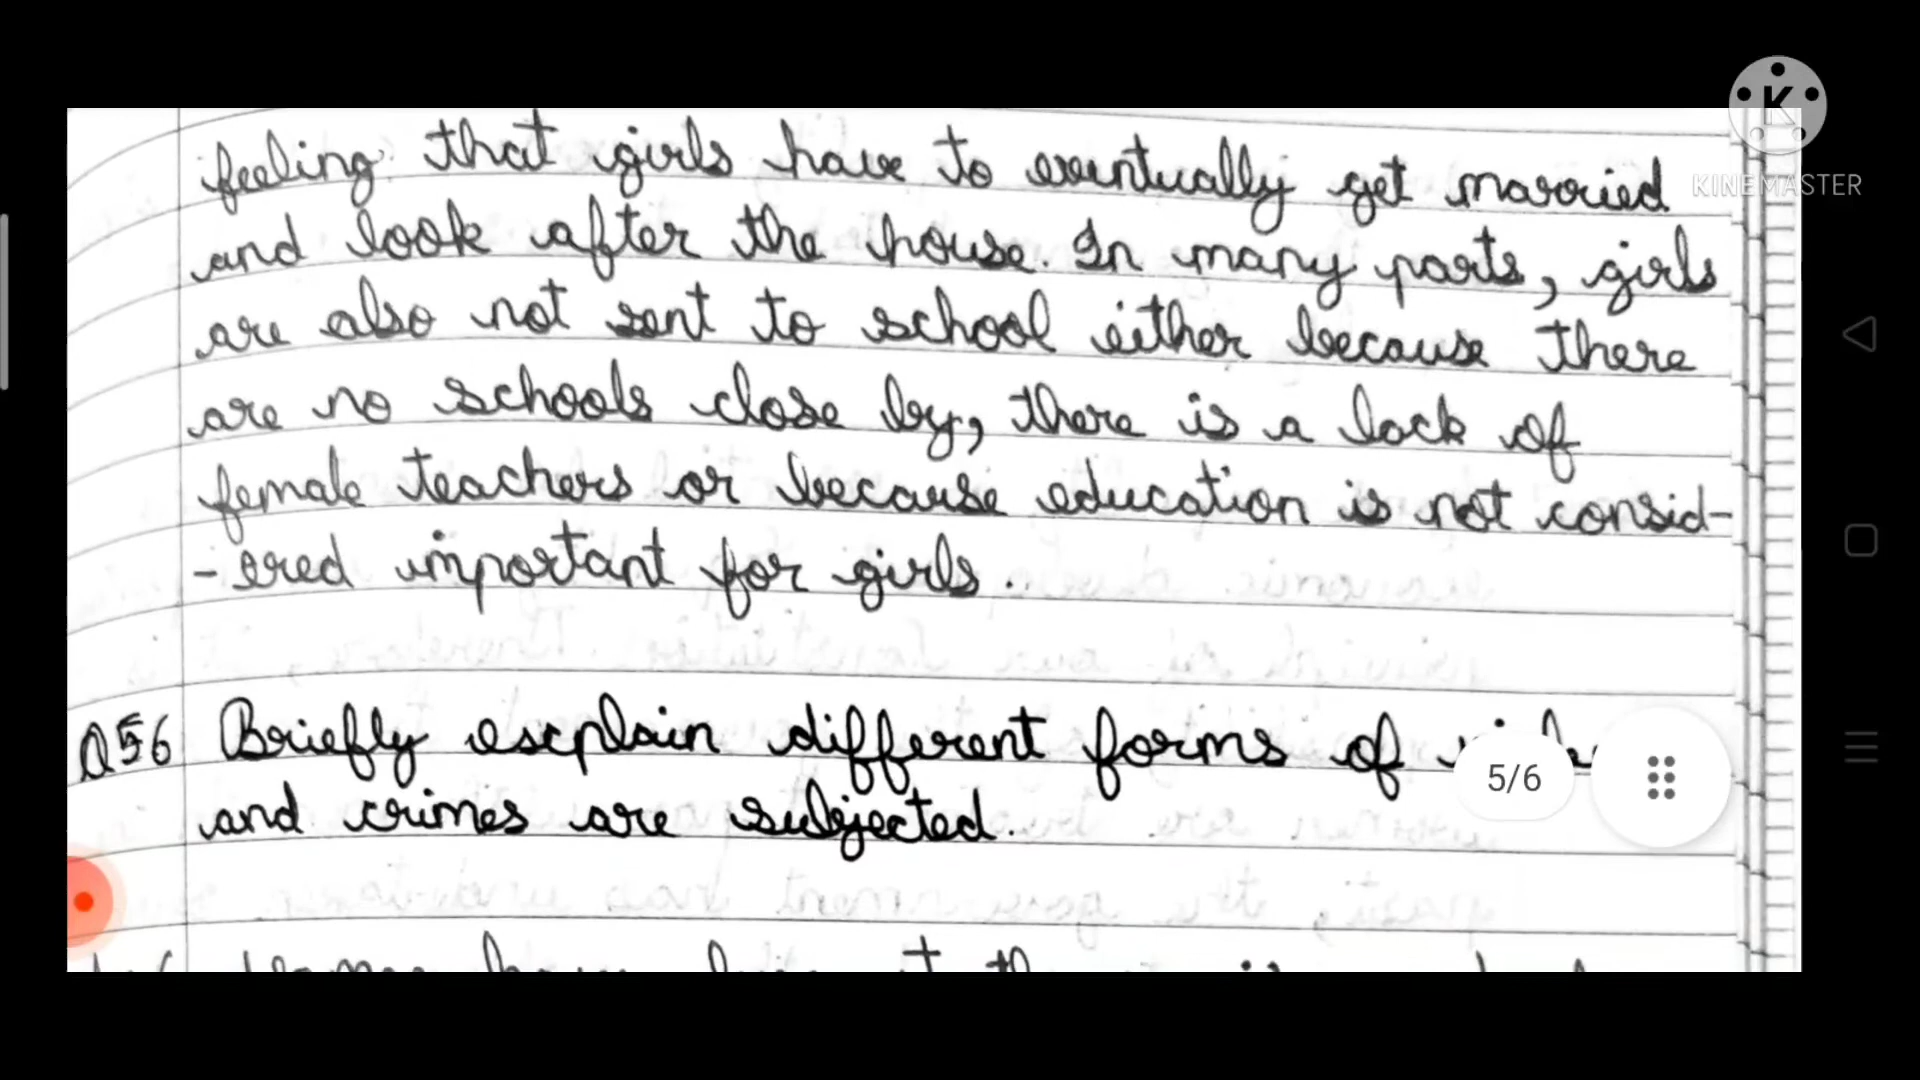 feeling that girls have to eventually get married
and look after the house. In many parts, girls
are also not sent to school either because there
are no schools close by, there is a lack of
female teachers or because education is not consid-
-ered important for girls.
Q56 Briefly explain different forms of
and crimes are subjected.
5/6
K
KINEMASTER